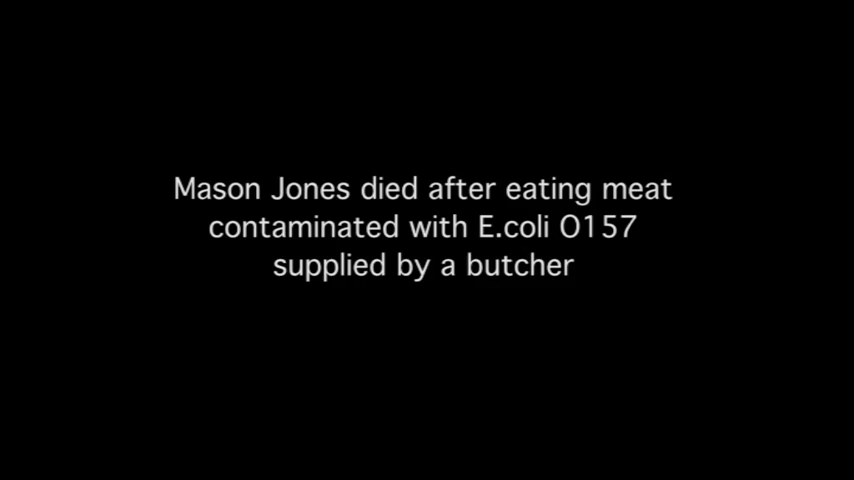 Mason Jones died after eating meat
contaminated with E.coli O157
supplied by a butcher